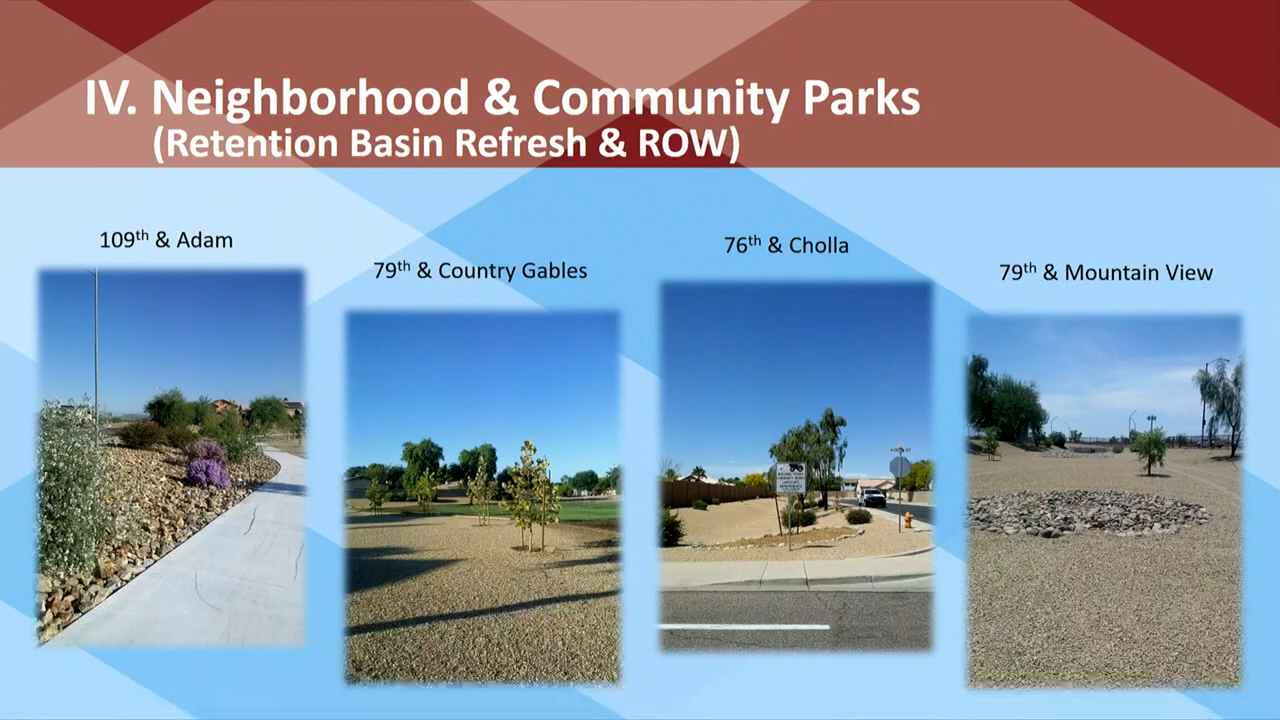 IV. Neighborhood & Community Parks
(Retention Basin Refresh & ROW)
109th & Adam
79th & Country Gables
76th & Cholla
79th & Mountain View